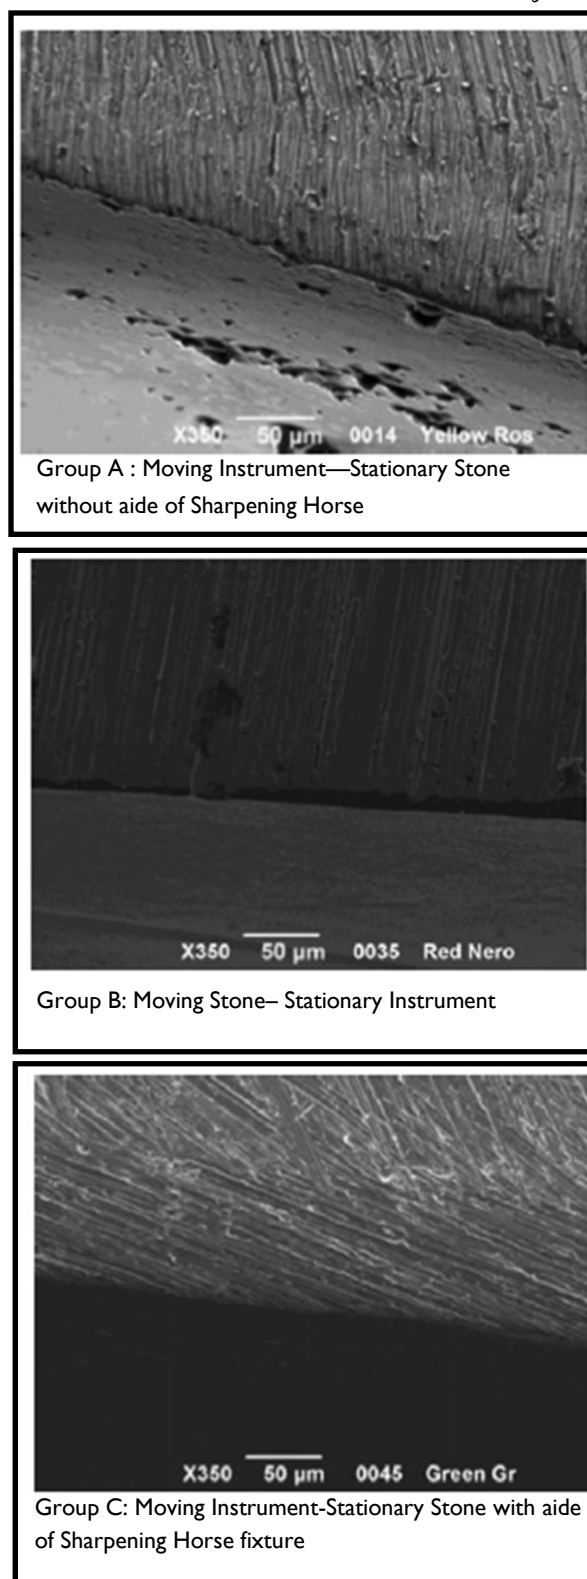 X350 50 µm 0014 Yellow Ros
Group A : Moving Instrument—Stationary Stone
without aide of Sharpening Horse
X350 50 µm 0035 Red Nero
Group B: Moving Stone– Stationary Instrument
X350 50 µm 0045 Green Gr
Group C: Moving Instrument-Stationary Stone with aide
of Sharpening Horse fixture